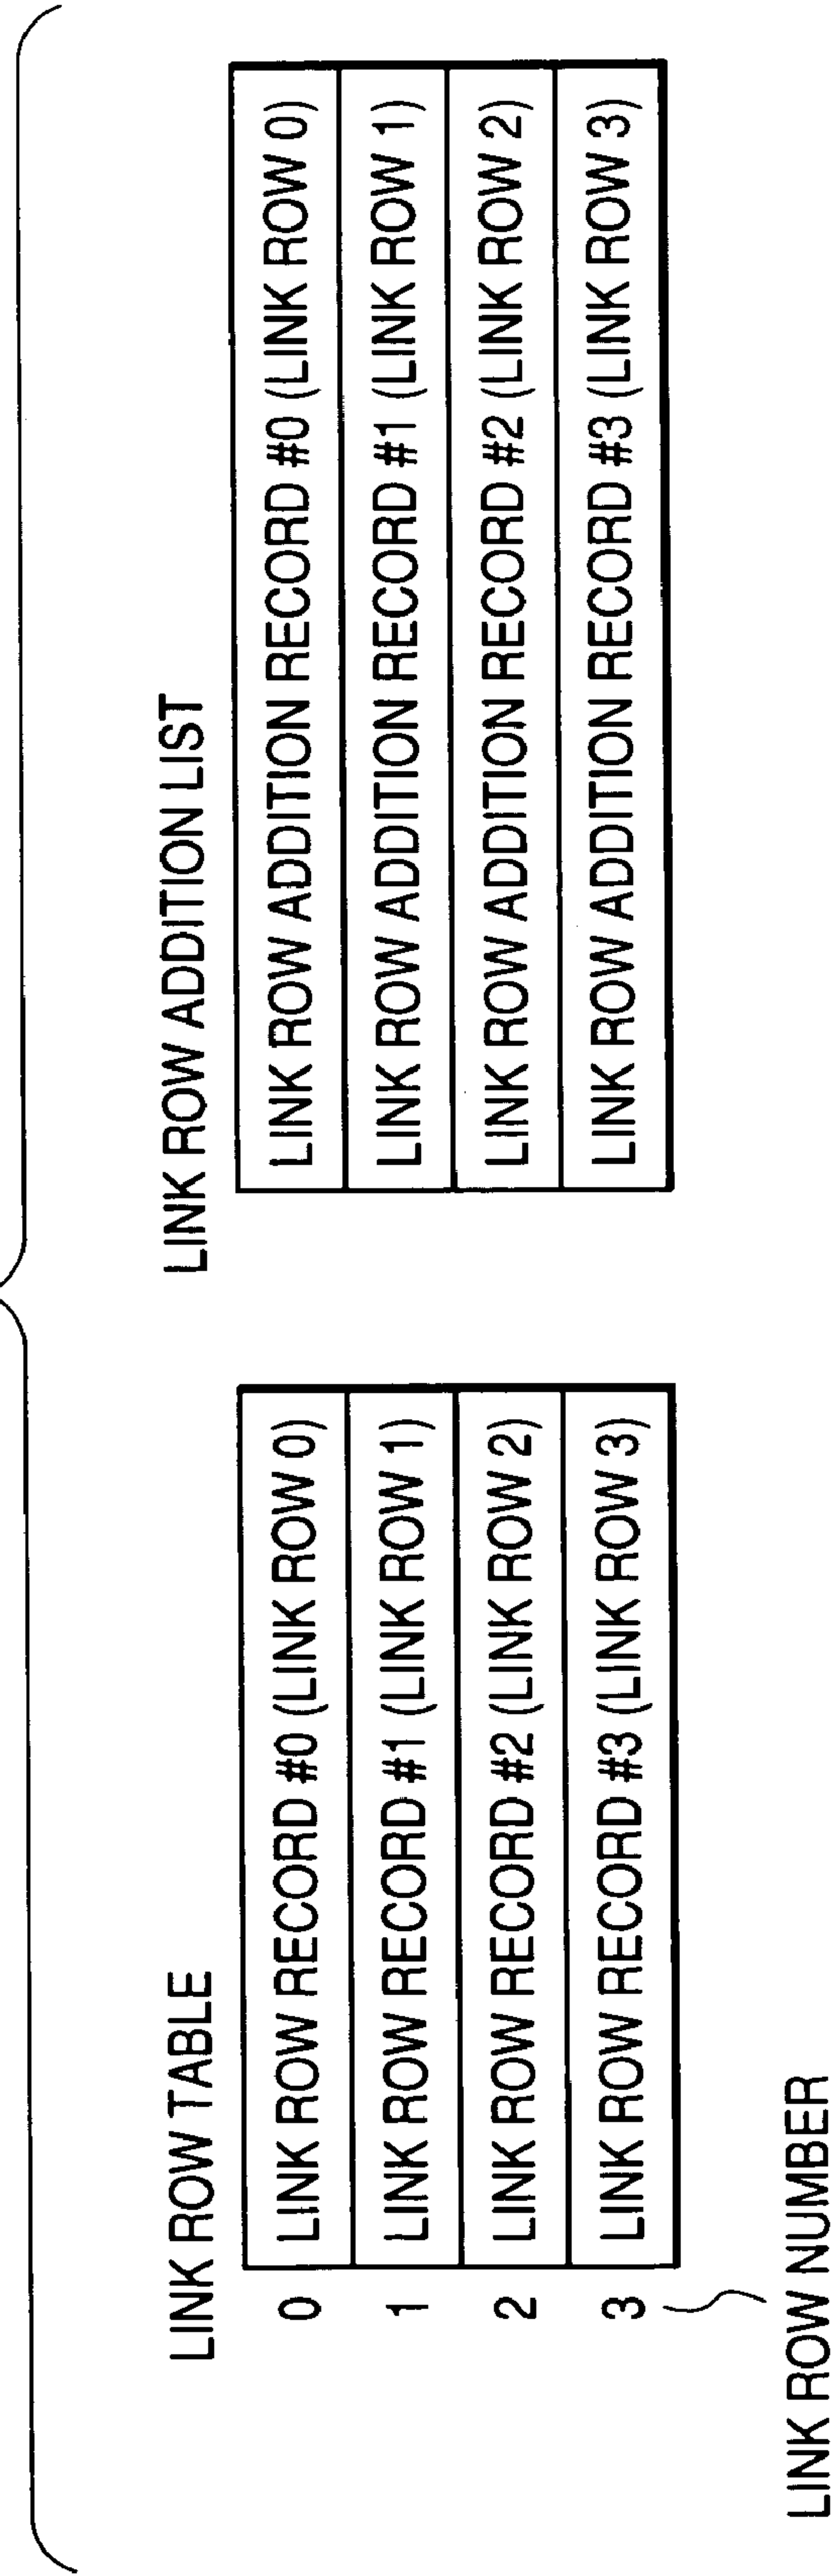 LINK ROW TABLE
0 LINK ROW RECORD #0 (LINK ROW 0)
1 LINK ROW RECORD #1 (LINK ROW 1)
2 LINK ROW RECORD #2 (LINK ROW 2)
3 LINK ROW RECORD #3 (LINK ROW 3)
LINK ROW NUMBER
LINK ROW ADDITION LIST
LINK ROW ADDITION RECORD #0 (LINK ROW 0)
LINK ROW ADDITION RECORD #1 (LINK ROW 1)
LINK ROW ADDITION RECORD #2 (LINK ROW 2)
LINK ROW ADDITION RECORD #3 (LINK ROW 3)